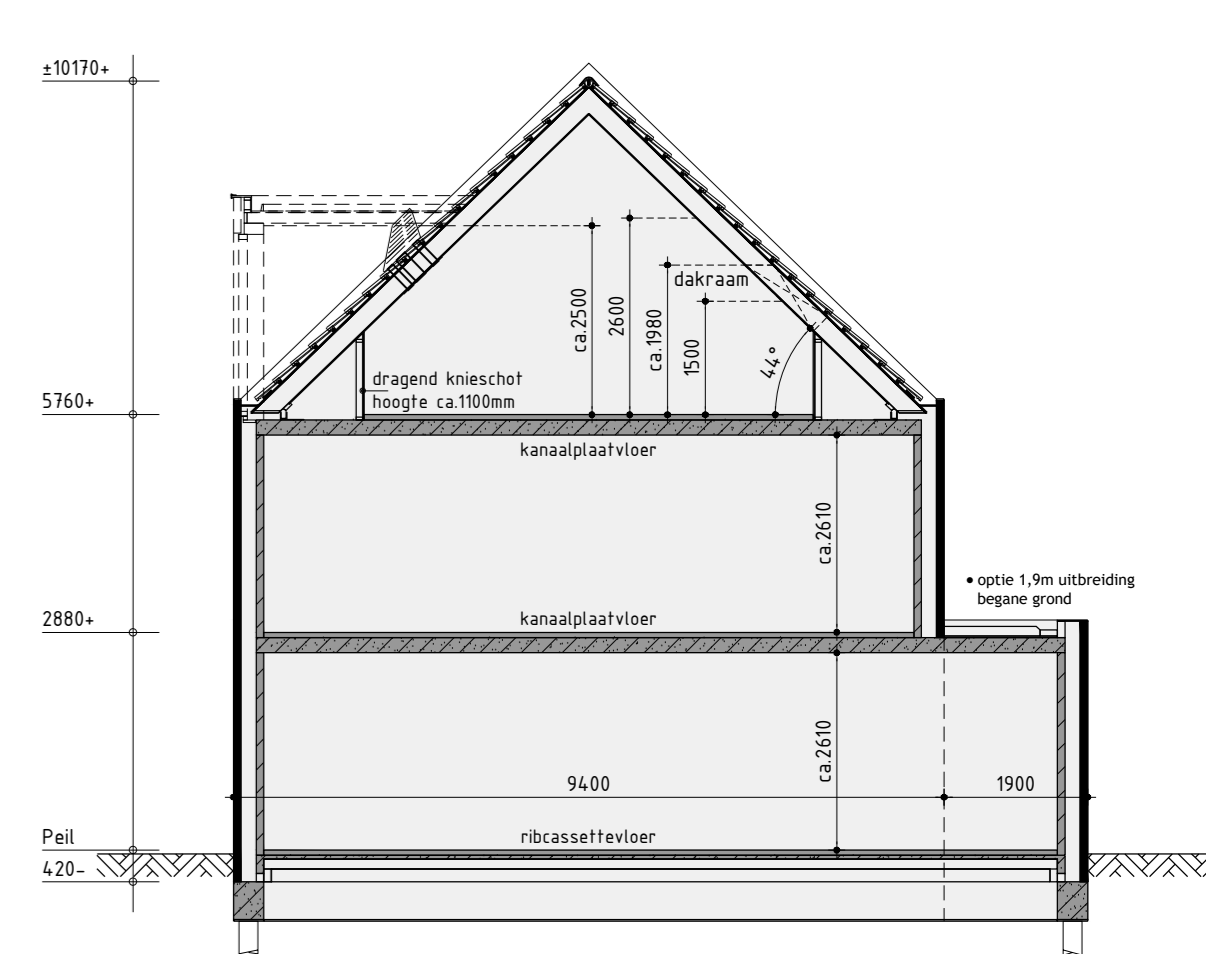 ±10170+
ca.2500
2600
ca.1980
dakraam
1500
44°
dragend knieschot
hoogte ca.1100mm
5760+
kanaalplaatvloer
ca.2610
• optie 1,9m uitbreiding
begane grond
2880+
kanaalplaatvloer
ca.2610
9400
1900
Peil
ribcassettevloer
420-